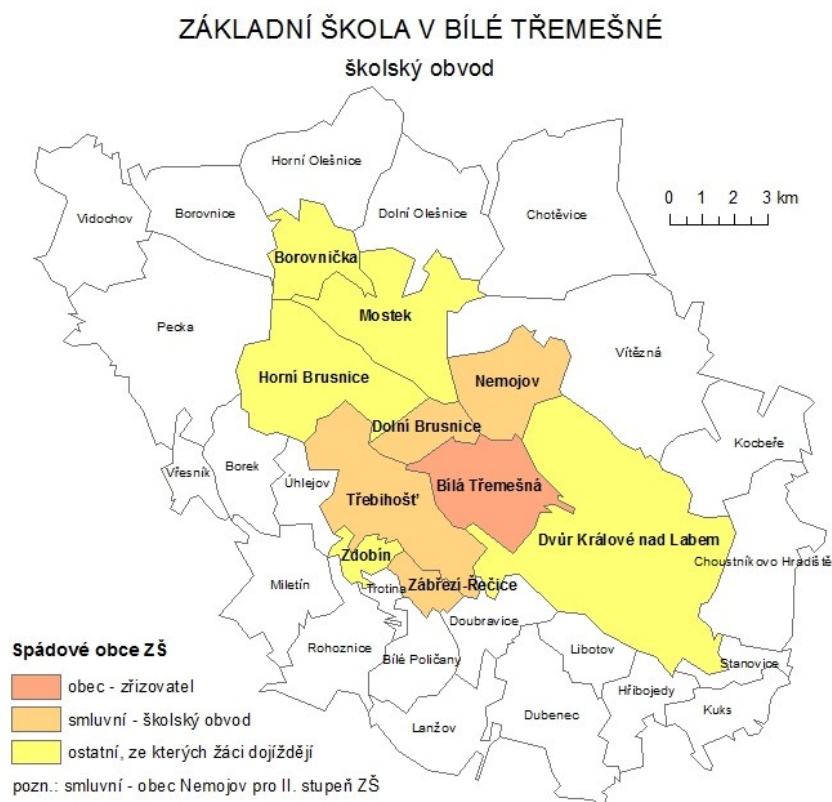 ZÁKLADNÍ ŠKOLA V BÍLÉ TŘEMEŠNÉ
školský obvod
Horní Olešnice
Vidochov
Borovnice
Dolní Olešnice
Chotěvice
0 1 2 3 km
Borovnička
Mostek
Pecka
Vítězná
Horní Brusnice
Nemojov
Dolní Brusnice
Kocbeře
Vřesník
Borek
Úhlejov
Bílá Třemešná
Třebihošť
Dvůr Králové nad Labem
Zdobín
Choustníkovo Hradiště
Miletín
Trotina
Zábřezí-Řečice
Doubravice
Rohoznice
Bílé Poličany
Libotov
Stanovice
Hřibojedy
Kuks
Lanžov
Dubenec
Spádové obce ZŠ
obec - zřizovatel
smluvní - školský obvod
ostatní, ze kterých žáci dojíždějí
pozn.: smluvní - obec Nemojov pro II. stupeň ZŠ